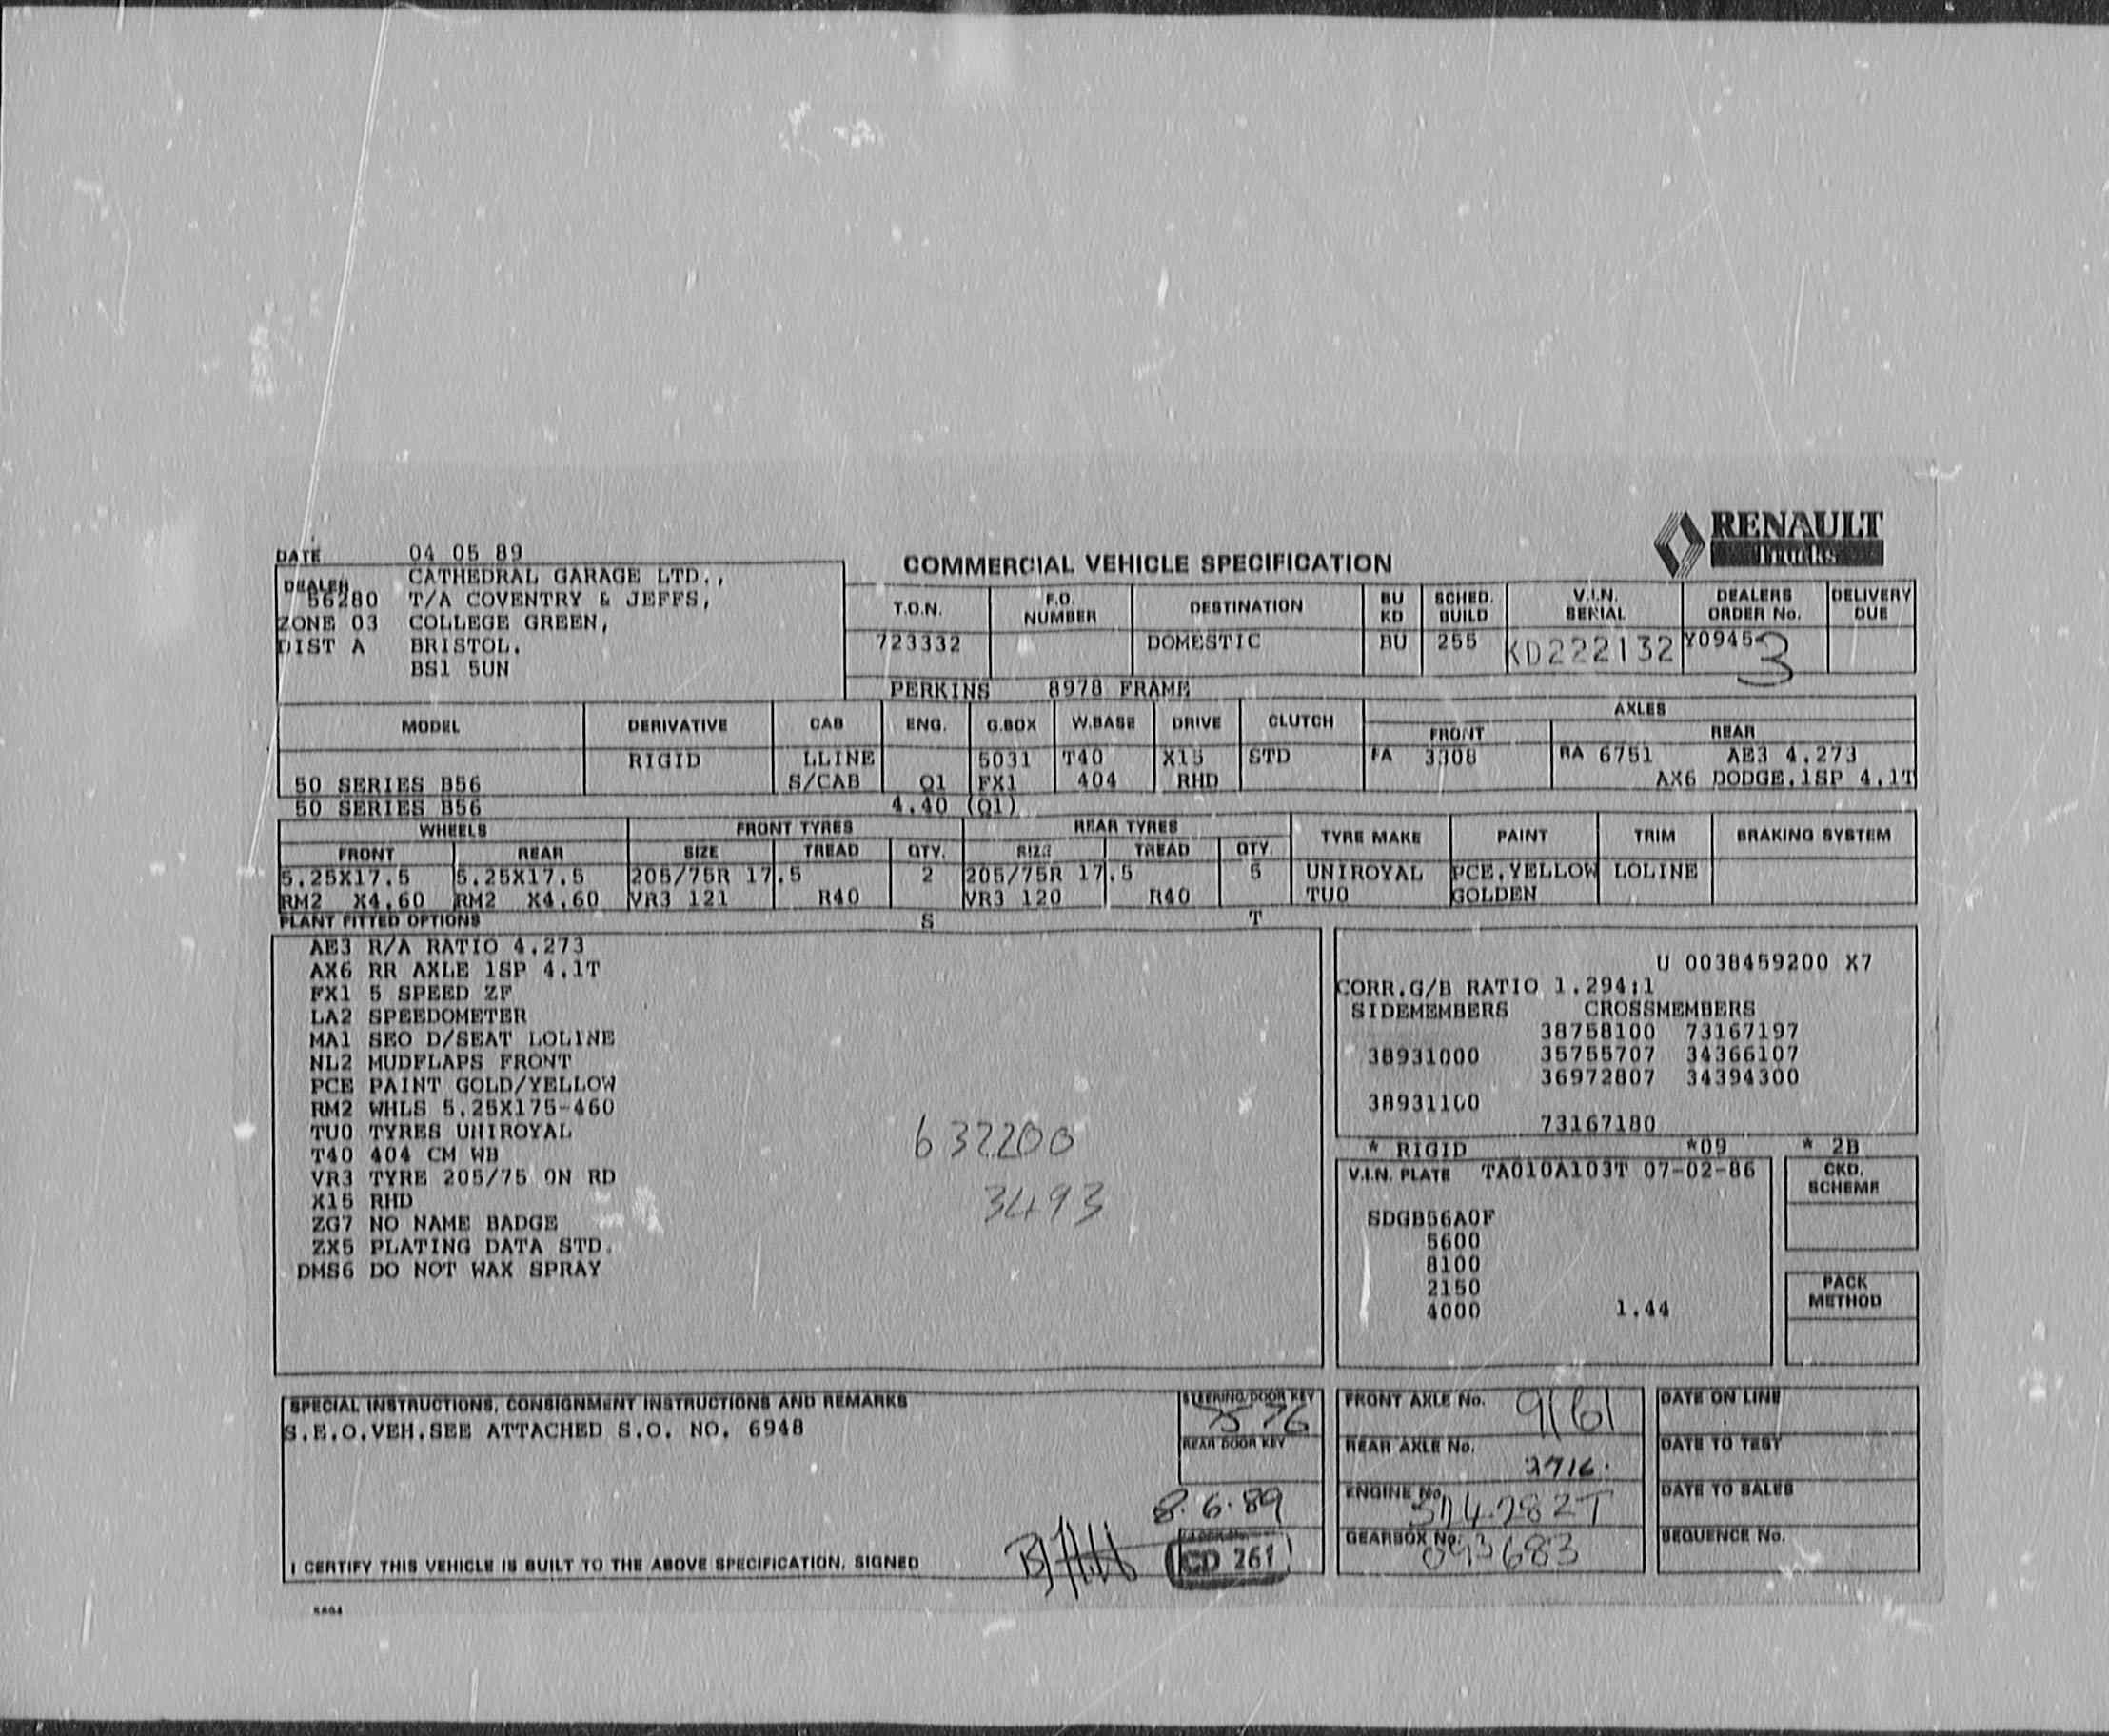 RENAULT
Trucks
DATE 04 05 89
COMMERCIAL VEHICLE SPECIFICATION
DEALER CATHEDRAL GARAGE LTD.,
56280 T/A COVENTRY & JEFFS,
ZONE 03 COLLEGE GREEN,
DIST A BRISTOL.
BS1 5UN
T.O.N. F.O. NUMBER DESTINATION BU KD SCHED. BUILD V.I.N. SERIAL DEALERS ORDER No. DELIVERY DUE
723332 DOMESTIC BU 255 KD222132 Y0945 3
PERKINS 8978 FRAME
MODEL DERIVATIVE CAB ENG. G.BOX W.BASE DRIVE CLUTCH AXLES
FRONT REAR
RIGID LLINE 5031 T40 X15 STD FA 3308 RA 6751 AE3 4.273
50 SERIES B56 S/CAB Q1 FX1 404 RHD AX6 DODGE.1SP 4.1T
50 SERIES B56 4.40 (Q1)
WHEELS FRONT TYRES REAR TYRES TYRE MAKE PAINT TRIM BRAKING SYSTEM
FRONT REAR SIZE TREAD QTY. SIZE TREAD QTY.
5.25X17.5 5.25X17.5 205/75R 17.5 2 205/75R 17.5 5 UNIROYAL PCE.YELLOW LOLINE
RM2 X4.60 RM2 X4.60 VR3 121 R40 VR3 120 R40 TU0 GOLDEN
PLANT FITTED OPTIONS S T
AE3 R/A RATIO 4.273
AX6 RR AXLE 1SP 4.1T
FX1 5 SPEED ZF
LA2 SPEEDOMETER
MA1 SEO D/SEAT LOLINE
NL2 MUDFLAPS FRONT
PCE PAINT GOLD/YELLOW
RM2 WHLS 5.25X175-460
TU0 TYRES UNIROYAL
T40 404 CM WB
VR3 TYRE 205/75 ON RD
X15 RHD
ZG7 NO NAME BADGE
ZX5 PLATING DATA STD.
DMS6 DO NOT WAX SPRAY
632200
3493
U 0038459200 X7
CORR.G/B RATIO 1.294:1
SIDEMEMBERS CROSSMEMBERS
38758100 73167197
38931000 35755707 34366107
36972807 34394300
38931100
73167180
* RIGID *09 * 2B
V.I.N. PLATE TA010A103T 07-02-86
SDGB56A0F
5600
8100
2150
4000 1.44
CKD. SCHEME
PACK METHOD
SPECIAL INSTRUCTIONS, CONSIGNMENT INSTRUCTIONS AND REMARKS
S.E.O.VEH.SEE ATTACHED S.O. NO. 6948
STEERING/DOOR KEY
REAR DOOR KEY
8.6.89
I CERTIFY THIS VEHICLE IS BUILT TO THE ABOVE SPECIFICATION. SIGNED
CD 261
FRONT AXLE No. 9161
REAR AXLE No. 2716.
ENGINE No.
GEARBOX No.
DATE ON LINE
DATE TO TEST
DATE TO SALES
SEQUENCE No.